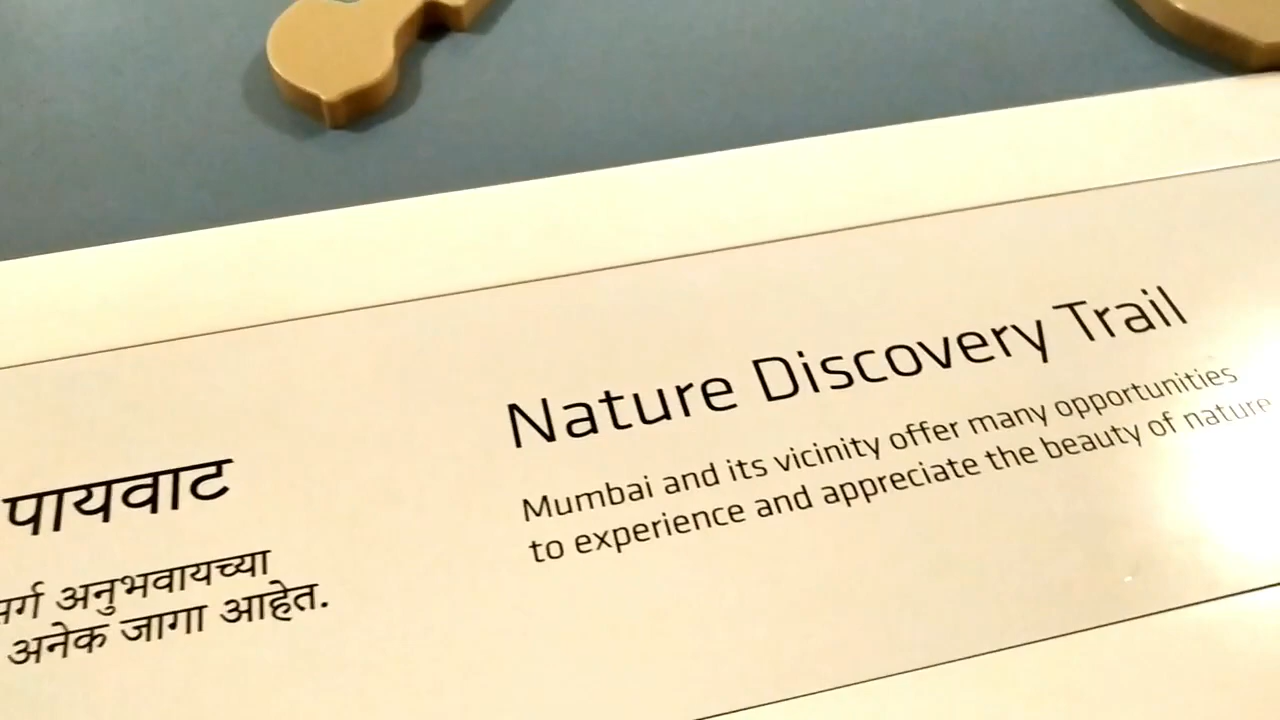 पायवाट
अनुभवायच्या
अनेक जागा आहेत.
Nature Discovery Trail
Mumbai and its vicinity offer many opportunities
to experience and appreciate the beauty of nature